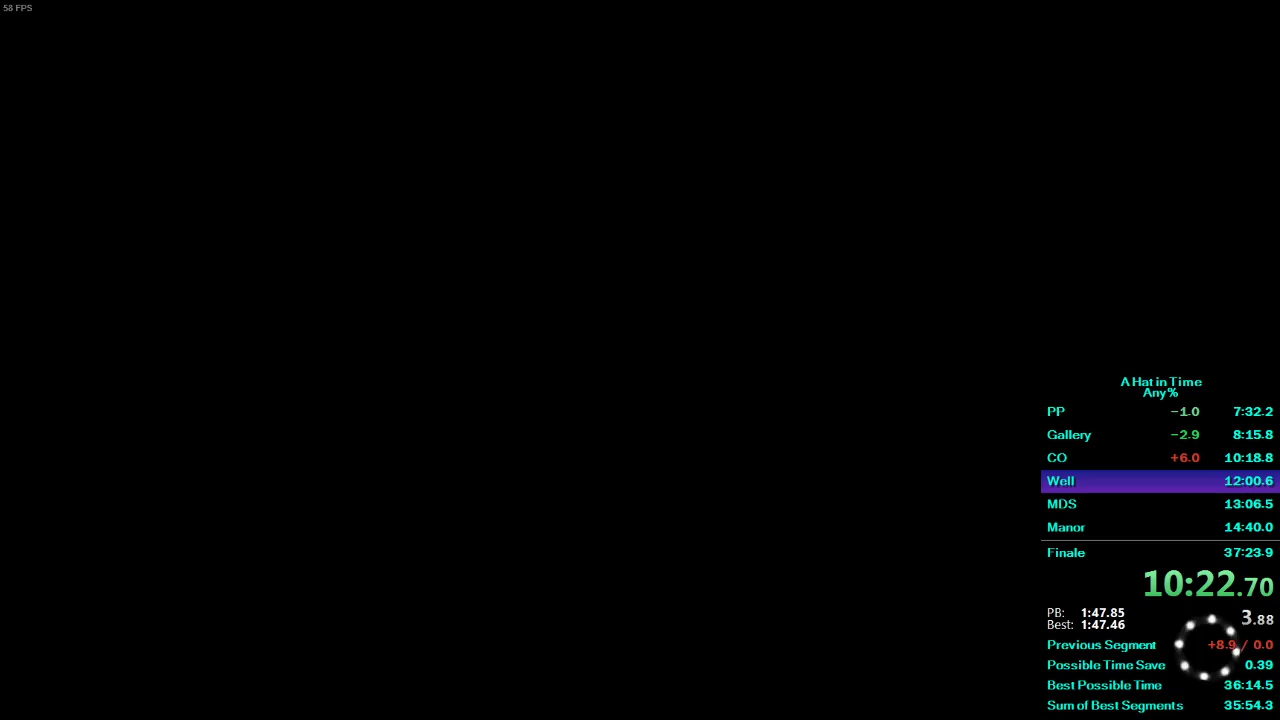 58 FPS
A Hat in Time
Any%
PP −1.0 7:32.2
Gallery −2.9 8:15.8
CO +6.0 10:18.8
Well 12:00.6
MDS 13:06.5
Manor 14:40.0
Finale 37:23.9
10:22.70
PB: 1:47.85 3.88
Best: 1:47.46
Previous Segment +8.9 / 0.0
Possible Time Save 0.39
Best Possible Time 36:14.5
Sum of Best Segments 35:54.3